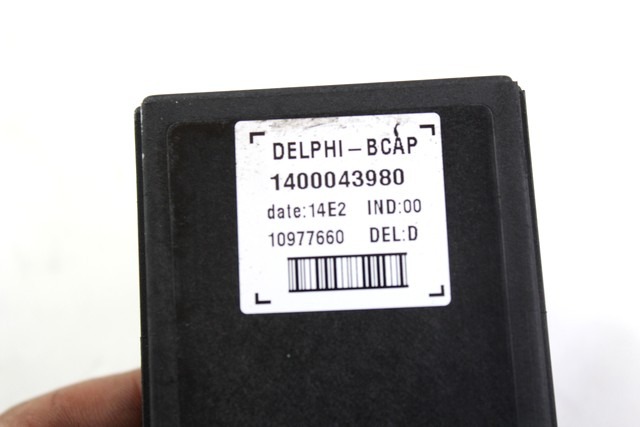 DELPHI – BCAP
1400043980
date:14E2 IND:00
10977660 DEL:D